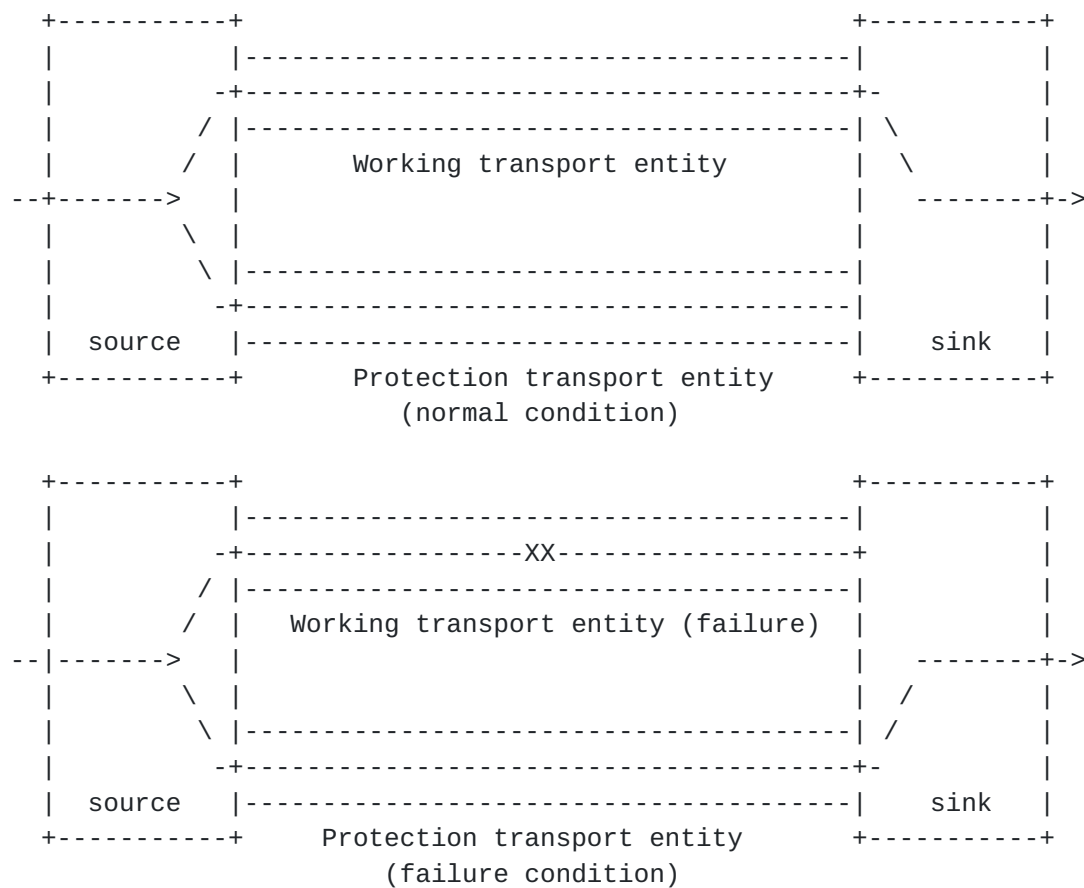 Working transport entity
source sink
Protection transport entity
(normal condition)
XX
Working transport entity (failure)
source sink
Protection transport entity
(failure condition)